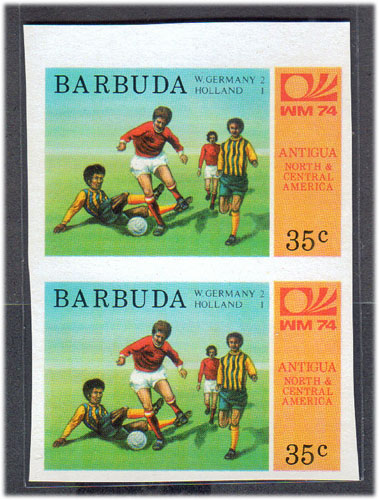 BARBUDA
W. GERMANY 2
HOLLAND 1
WM 74
ANTIGUA
NORTH &
CENTRAL
AMERICA
35c
BARBUDA
W. GERMANY 2
HOLLAND 1
WM 74
ANTIGUA
NORTH &
CENTRAL
AMERICA
35c